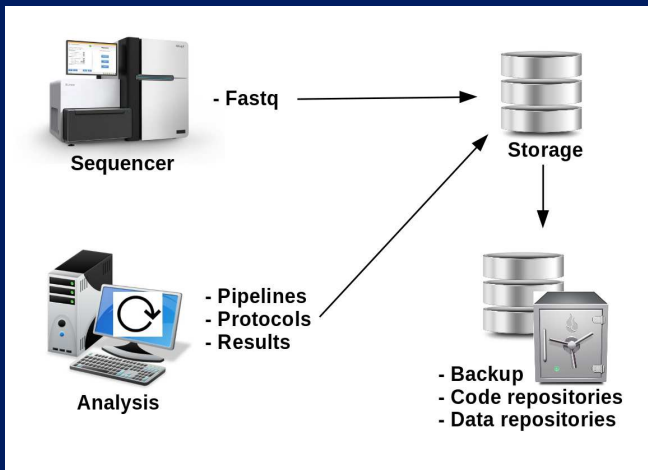 - Fastq
Sequencer
Storage
- Pipelines
- Protocols
- Results
Analysis
- Backup
- Code repositories
- Data repositories